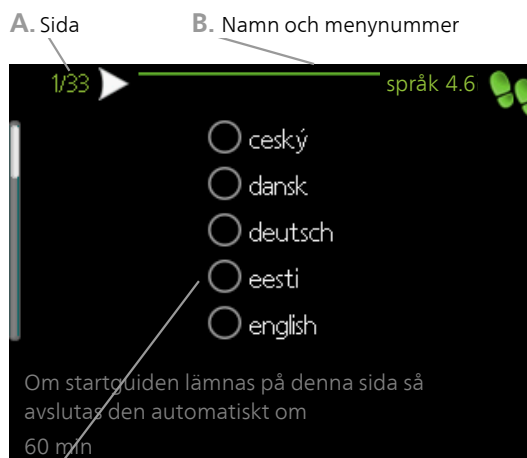 A. Sida
B. Namn och menynummer
1/33
språk 4.6
ceský
dansk
deutsch
eesti
english
Om startguiden lämnas på denna sida så
avslutas den automatiskt om
60 min